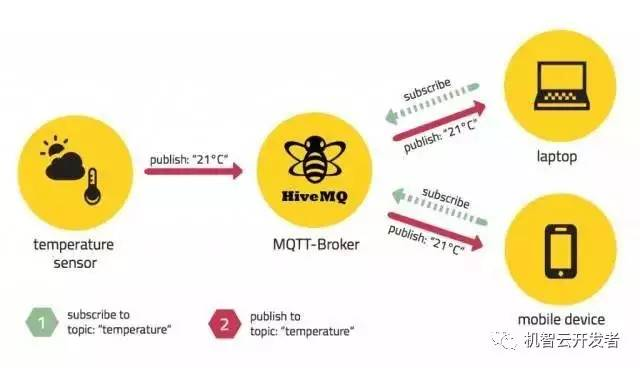 subscribe
publish: "21°C"
laptop
publish: "21°C"
HiveMQ
MQTT-Broker
temperature
sensor
subscribe
publish: "21°C"
mobile device
1
subscribe to
topic: "temperature"
2
publish to
topic: "temperature"
机智云开发者